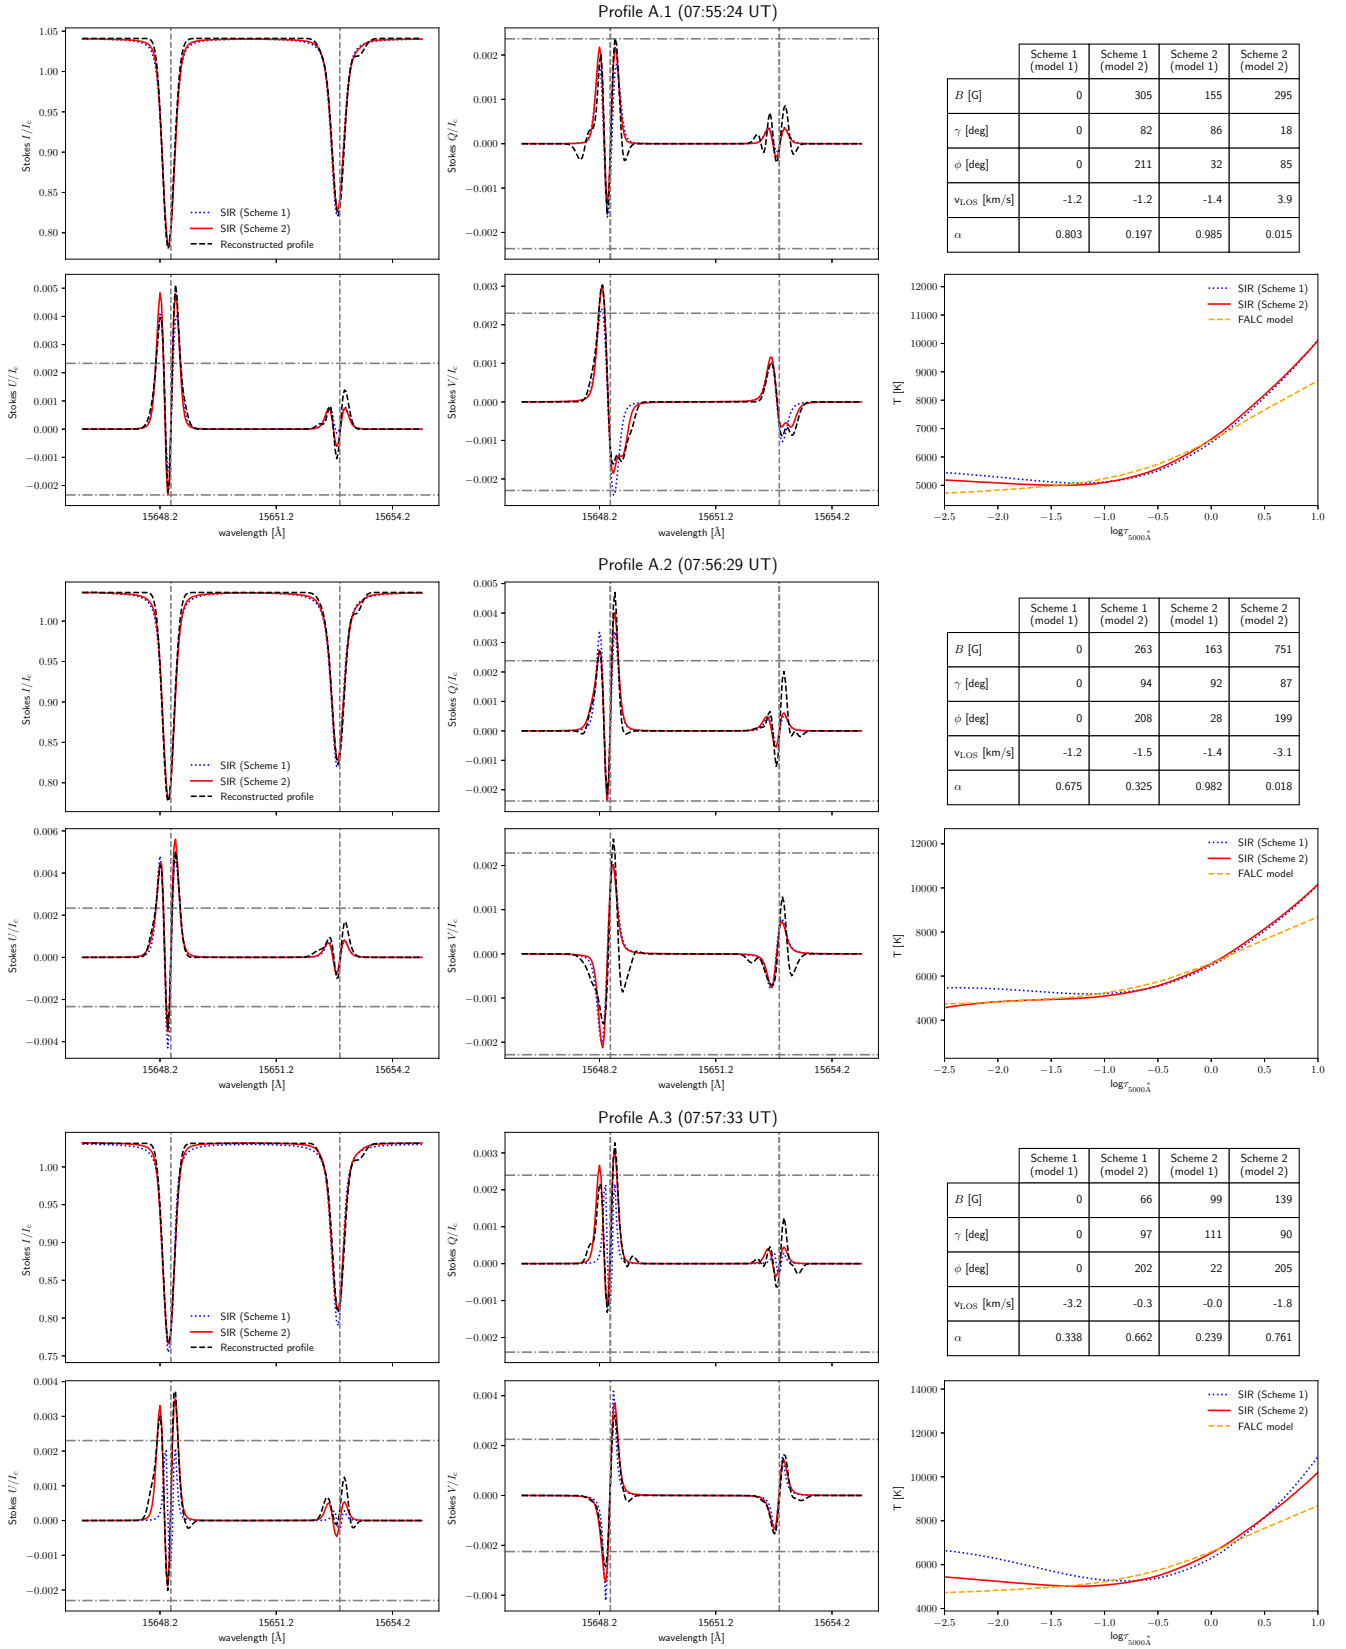 Profile A.1 (07:55:24 UT)
Stokes I/Ic
1.05
1.00
0.95
0.90
0.85
0.80
SIR (Scheme 1)
SIR (Scheme 2)
Reconstructed profile
Stokes Q/Ic
0.002
0.001
0.000
−0.001
−0.002
Scheme 1 (model 1) Scheme 1 (model 2) Scheme 2 (model 1) Scheme 2 (model 2)
B [G] 0 305 155 295
γ [deg] 0 82 86 18
ϕ [deg] 0 211 32 85
vLOS [km/s] -1.2 -1.2 -1.4 3.9
α 0.803 0.197 0.985 0.015
Stokes U/Ic
0.005
0.004
0.003
0.002
0.001
0.000
−0.001
−0.002
15648.2 15651.2 15654.2
wavelength [Å]
Stokes V/Ic
0.003
0.002
0.001
0.000
−0.001
−0.002
15648.2 15651.2 15654.2
wavelength [Å]
T [K]
12000
11000
10000
9000
8000
7000
6000
5000
SIR (Scheme 1)
SIR (Scheme 2)
FALC model
−2.5 −2.0 −1.5 −1.0 −0.5 0.0 0.5 1.0
logτ5000Å
Profile A.2 (07:56:29 UT)
Stokes I/Ic
1.00
0.95
0.90
0.85
0.80
SIR (Scheme 1)
SIR (Scheme 2)
Reconstructed profile
Stokes Q/Ic
0.005
0.004
0.003
0.002
0.001
0.000
−0.001
−0.002
Scheme 1 (model 1) Scheme 1 (model 2) Scheme 2 (model 1) Scheme 2 (model 2)
B [G] 0 263 163 751
γ [deg] 0 94 92 87
ϕ [deg] 0 208 28 199
vLOS [km/s] -1.2 -1.5 -1.4 -3.1
α 0.675 0.325 0.982 0.018
Stokes U/Ic
0.006
0.004
0.002
0.000
−0.002
−0.004
15648.2 15651.2 15654.2
wavelength [Å]
Stokes V/Ic
0.002
0.001
0.000
−0.001
−0.002
15648.2 15651.2 15654.2
wavelength [Å]
T [K]
12000
10000
8000
6000
4000
SIR (Scheme 1)
SIR (Scheme 2)
FALC model
−2.5 −2.0 −1.5 −1.0 −0.5 0.0 0.5 1.0
logτ5000Å
Profile A.3 (07:57:33 UT)
Stokes I/Ic
1.00
0.95
0.90
0.85
0.80
0.75
SIR (Scheme 1)
SIR (Scheme 2)
Reconstructed profile
Stokes Q/Ic
0.003
0.002
0.001
0.000
−0.001
−0.002
Scheme 1 (model 1) Scheme 1 (model 2) Scheme 2 (model 1) Scheme 2 (model 2)
B [G] 0 66 99 139
γ [deg] 0 97 111 90
ϕ [deg] 0 202 22 205
vLOS [km/s] -3.2 -0.3 -0.0 -1.8
α 0.338 0.662 0.239 0.761
Stokes U/Ic
0.004
0.003
0.002
0.001
0.000
−0.001
−0.002
15648.2 15651.2 15654.2
wavelength [Å]
Stokes V/Ic
0.004
0.002
0.000
−0.002
−0.004
15648.2 15651.2 15654.2
wavelength [Å]
T [K]
14000
12000
10000
8000
6000
4000
SIR (Scheme 1)
SIR (Scheme 2)
FALC model
−2.5 −2.0 −1.5 −1.0 −0.5 0.0 0.5 1.0
logτ5000Å